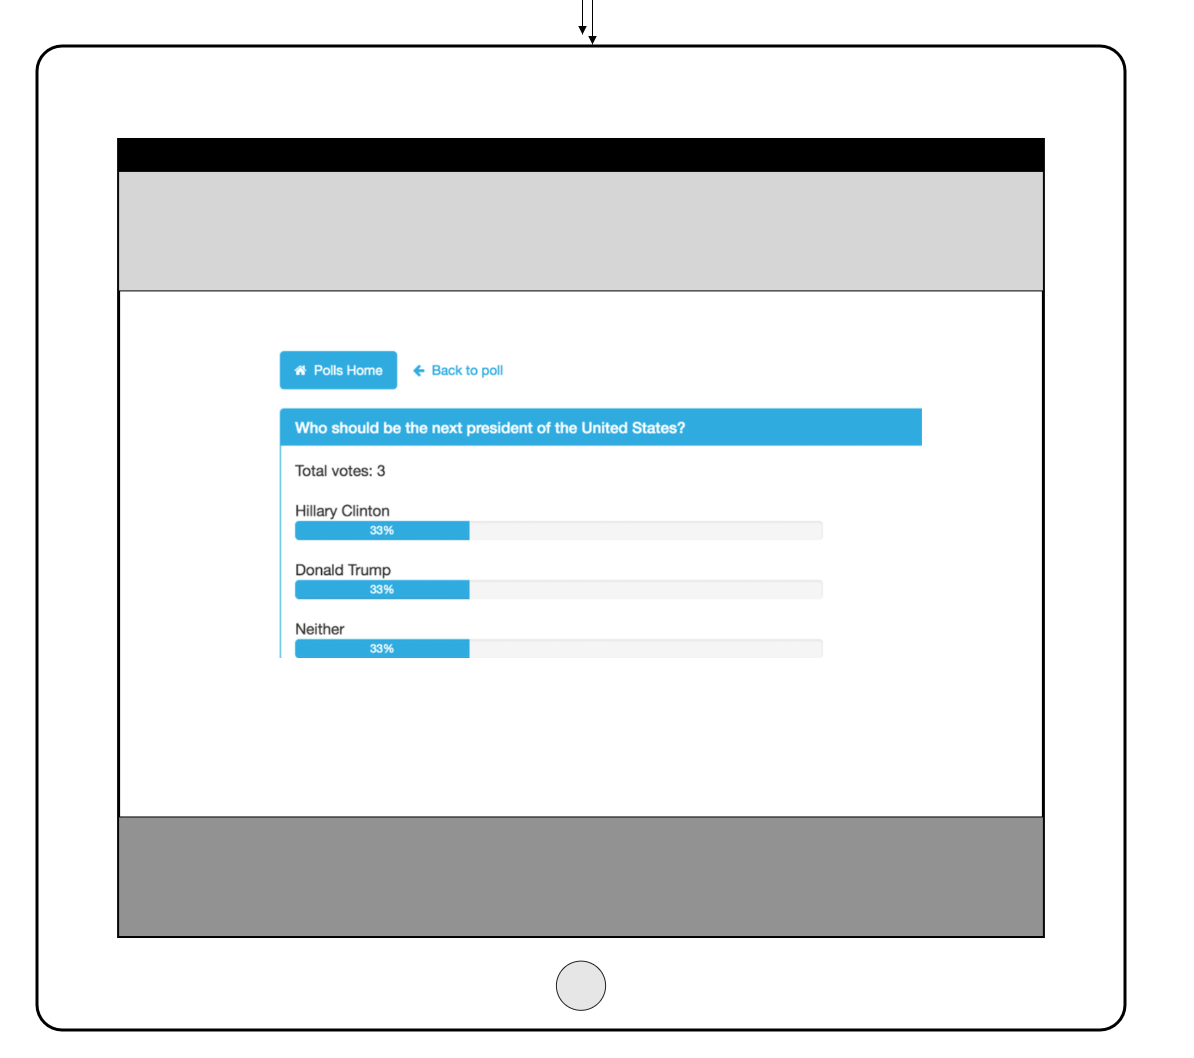 Polls Home
Back to poll
Who should be the next president of the United States?
Total votes: 3
Hillary Clinton
33%
Donald Trump
33%
Neither
33%